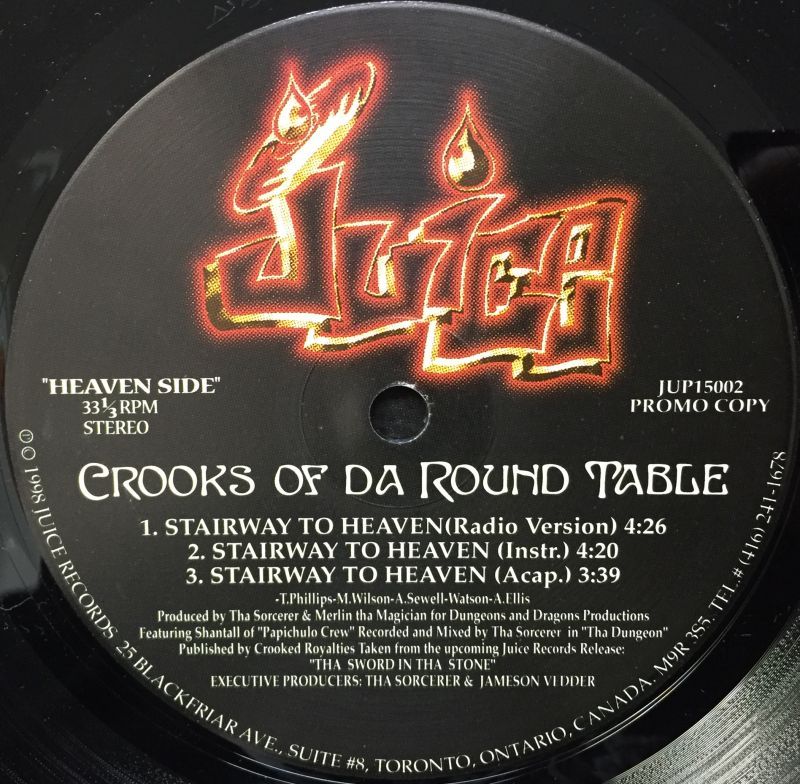 Juice
"HEAVEN SIDE"
33⅓ RPM
STEREO
JUP15002
PROMO COPY
CROOKS OF DA ROUND TABLE
1. STAIRWAY TO HEAVEN(Radio Version) 4:26
2. STAIRWAY TO HEAVEN (Instr.) 4:20
3. STAIRWAY TO HEAVEN (Acap.) 3:39
-T.Phillips-M.Wilson-A.Sewell-Watson-A.Ellis
Produced by Tha Sorcerer & Merlin tha Magician for Dungeons and Dragons Productions
Featuring Shantall of "Papichulo Crew" Recorded and Mixed by Tha Sorcerer in "Tha Dungeon"
Published by Crooked Royalties Taken from the upcoming Juice Records Release:
"THA SWORD IN THA STONE"
EXECUTIVE PRODUCERS: THA SORCERER & JAMESON VEDDER
℗ © 1998 JUICE RECORDS 25 BLACKFRIAR AVE., SUITE #8, TORONTO, ONTARIO, CANADA. M9R 3S5. TEL.# (416) 241-1678